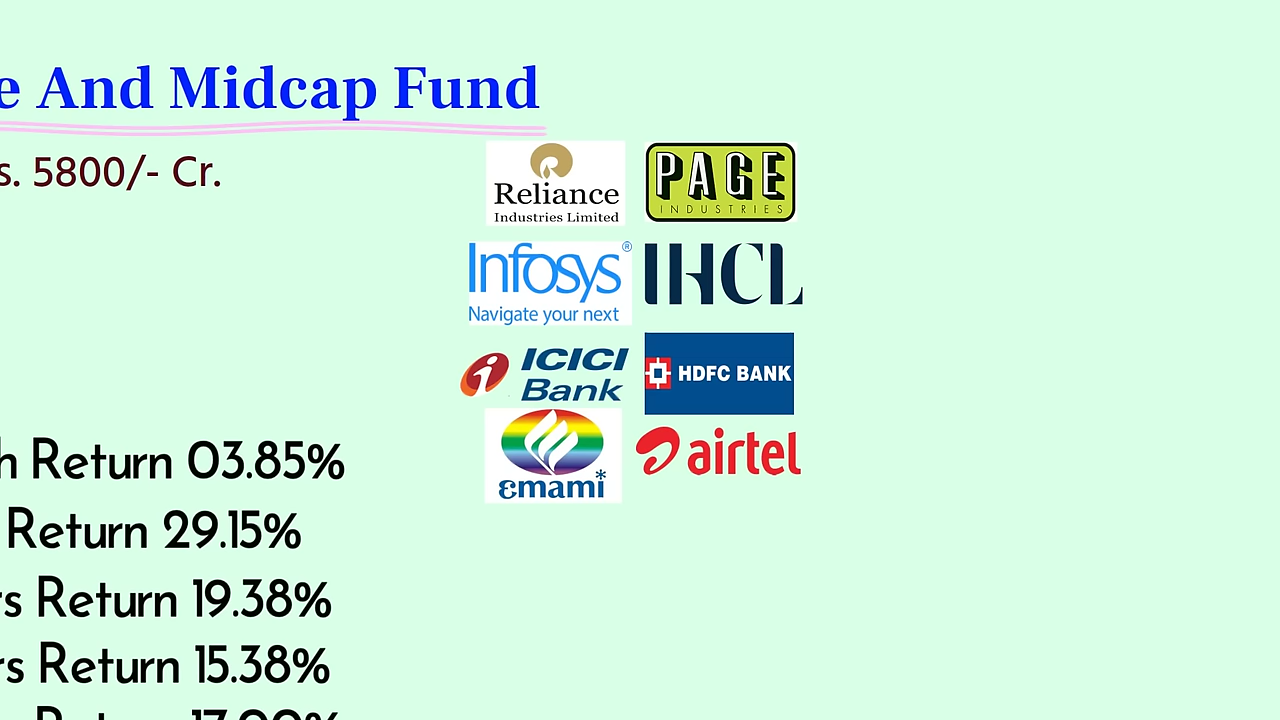 e And Midcap Fund
s. 5800/- Cr.
Reliance
Industries Limited
PAGE
INDUSTRIES
Infosys®
Navigate your next
IHCL
i ICICI
Bank
HDFC BANK
emami*
airtel
h Return 03.85%
Return 29.15%
rs Return 19.38%
rs Return 15.38%